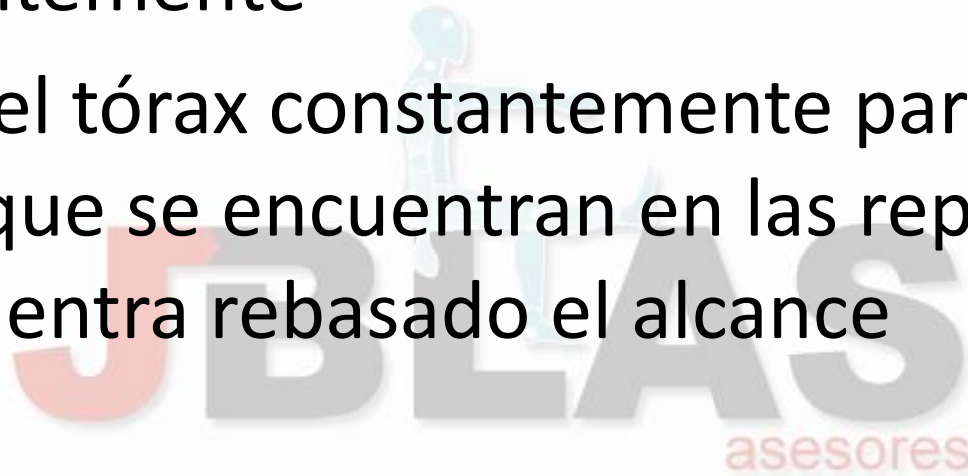 el tórax constantemente par
que se encuentran en las rep
entra rebasado el alcance
JBLAS
asesores